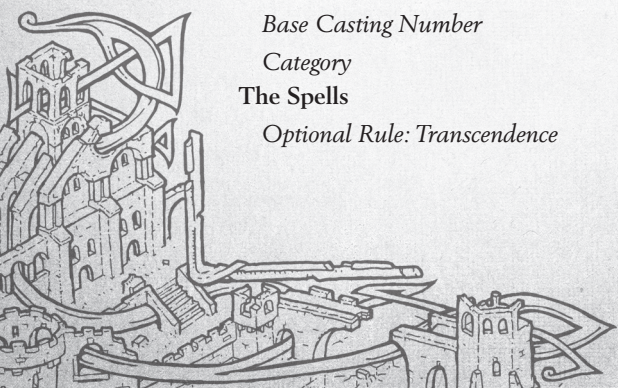 Base Casting Number
Category
The Spells
Optional Rule: Transcendence